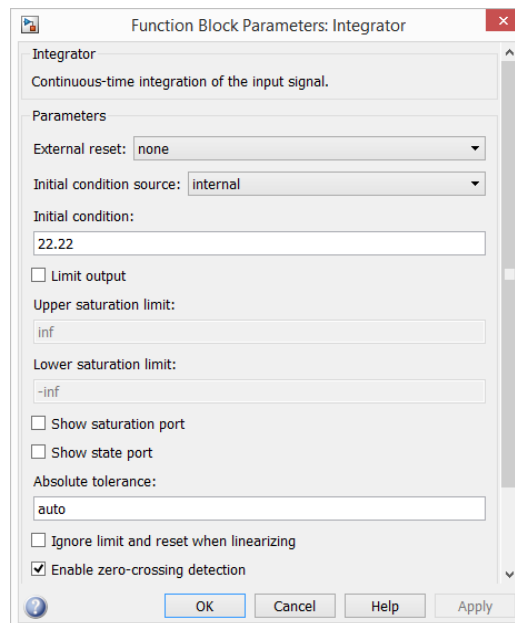 Function Block Parameters: Integrator
Integrator
Continuous-time integration of the input signal.
Parameters
External reset: none
Initial condition source: internal
Initial condition:
22.22
Limit output
Upper saturation limit:
inf
Lower saturation limit:
-inf
Show saturation port
Show state port
Absolute tolerance:
auto
Ignore limit and reset when linearizing
Enable zero-crossing detection
OK Cancel Help Apply